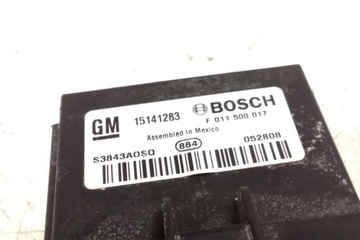 GM 15141283 BOSCH
F 011 500 017
Assembled in Mexico
S3843A0SQ 864 052808